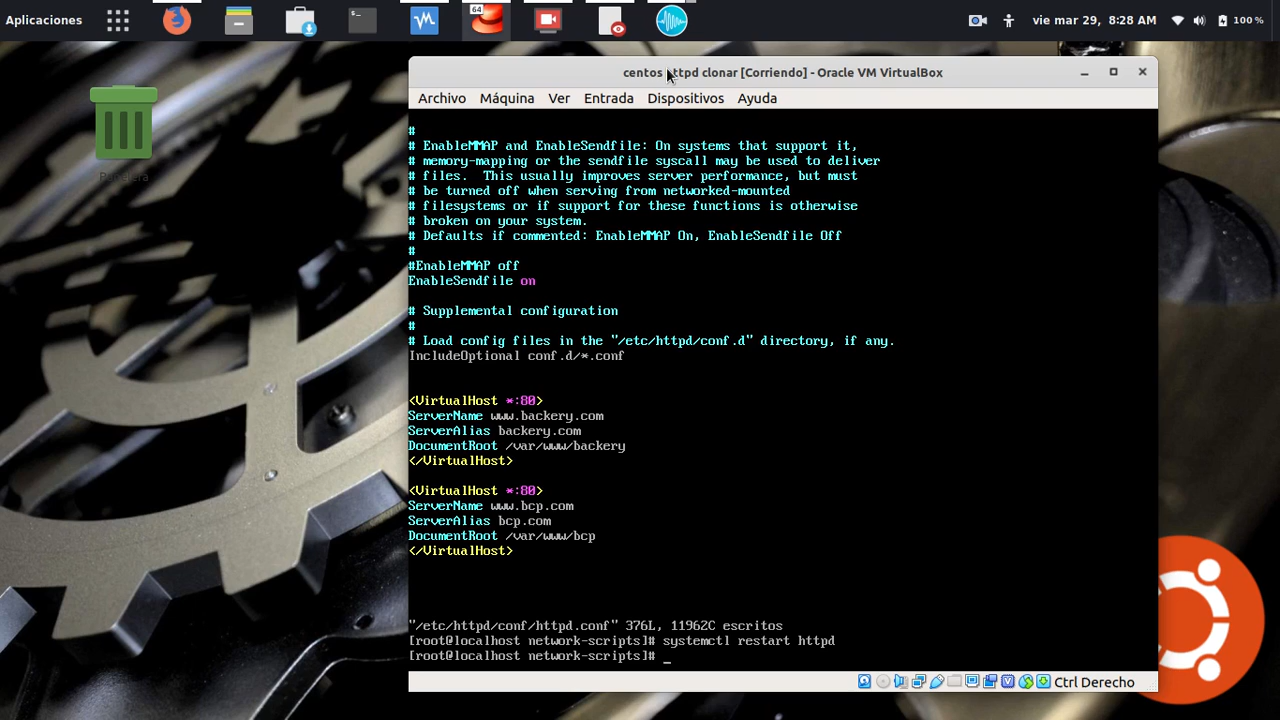 Aplicaciones
64
vie mar 29, 8:28 AM
100 %
Papelera
centos httpd clonar [Corriendo] - Oracle VM VirtualBox
Archivo Máquina Ver Entrada Dispositivos Ayuda
#
# EnableMMAP and EnableSendfile: On systems that support it,
# memory-mapping or the sendfile syscall may be used to deliver
# files.  This usually improves server performance, but must
# be turned off when serving from networked-mounted
# filesystems or if support for these functions is otherwise
# broken on your system.
# Defaults if commented: EnableMMAP On, EnableSendfile Off
#
#EnableMMAP off
EnableSendfile on
# Supplemental configuration
#
# Load config files in the "/etc/httpd/conf.d" directory, if any.
IncludeOptional conf.d/*.conf
<VirtualHost *:80>
ServerName www.backery.com
ServerAlias backery.com
DocumentRoot /var/www/backery
</VirtualHost>
<VirtualHost *:80>
ServerName www.bcp.com
ServerAlias bcp.com
DocumentRoot /var/www/bcp
</VirtualHost>
"/etc/httpd/conf/httpd.conf" 376L, 11962C escritos
[root@localhost network-scripts]# systemctl restart httpd
[root@localhost network-scripts]# _
Ctrl Derecho